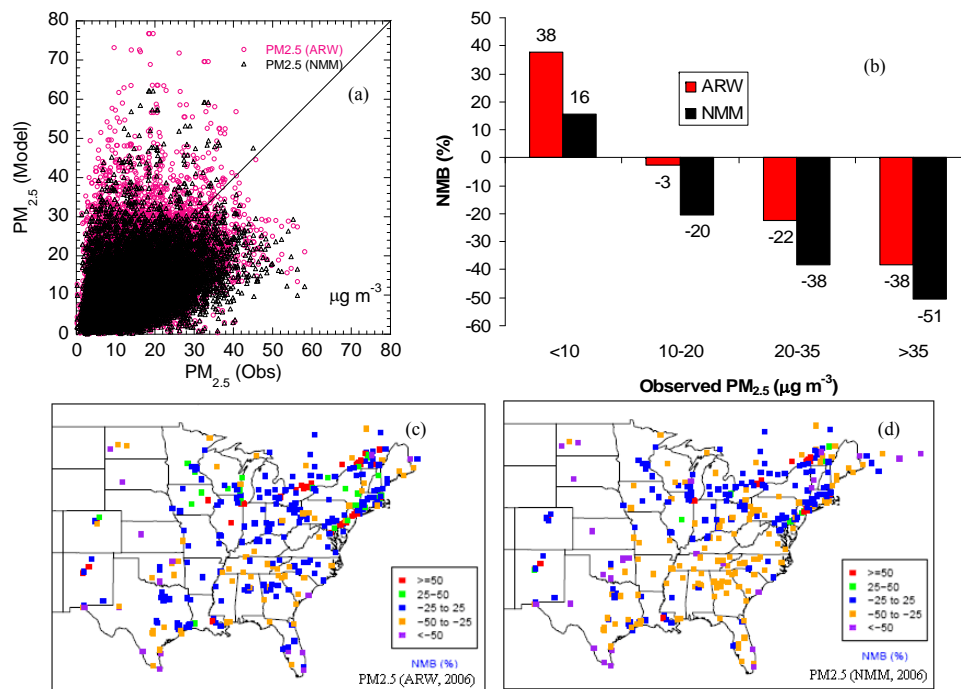 80
70
60
50
40
30
20
10
0
PM2.5 (Model)
PM2.5 (ARW)
PM2.5 (NMM)
(a)
µg m-3
0 10 20 30 40 50 60 70 80
PM2.5 (Obs)
50
40
30
20
10
0
-10
-20
-30
-40
-50
-60
NMB (%)
(b)
ARW
NMM
38
16
-3
-20
-22
-38
-38
-51
<10 10-20 20-35 >35
Observed PM2.5 (µg m-3)
(c)
>=50
25-50
-25 to 25
-50 to -25
<-50
NMB (%)
PM2.5 (ARW, 2006)
(d)
>=50
25-50
-25 to 25
-50 to -25
<-50
NMB (%)
PM2.5 (NMM, 2006)